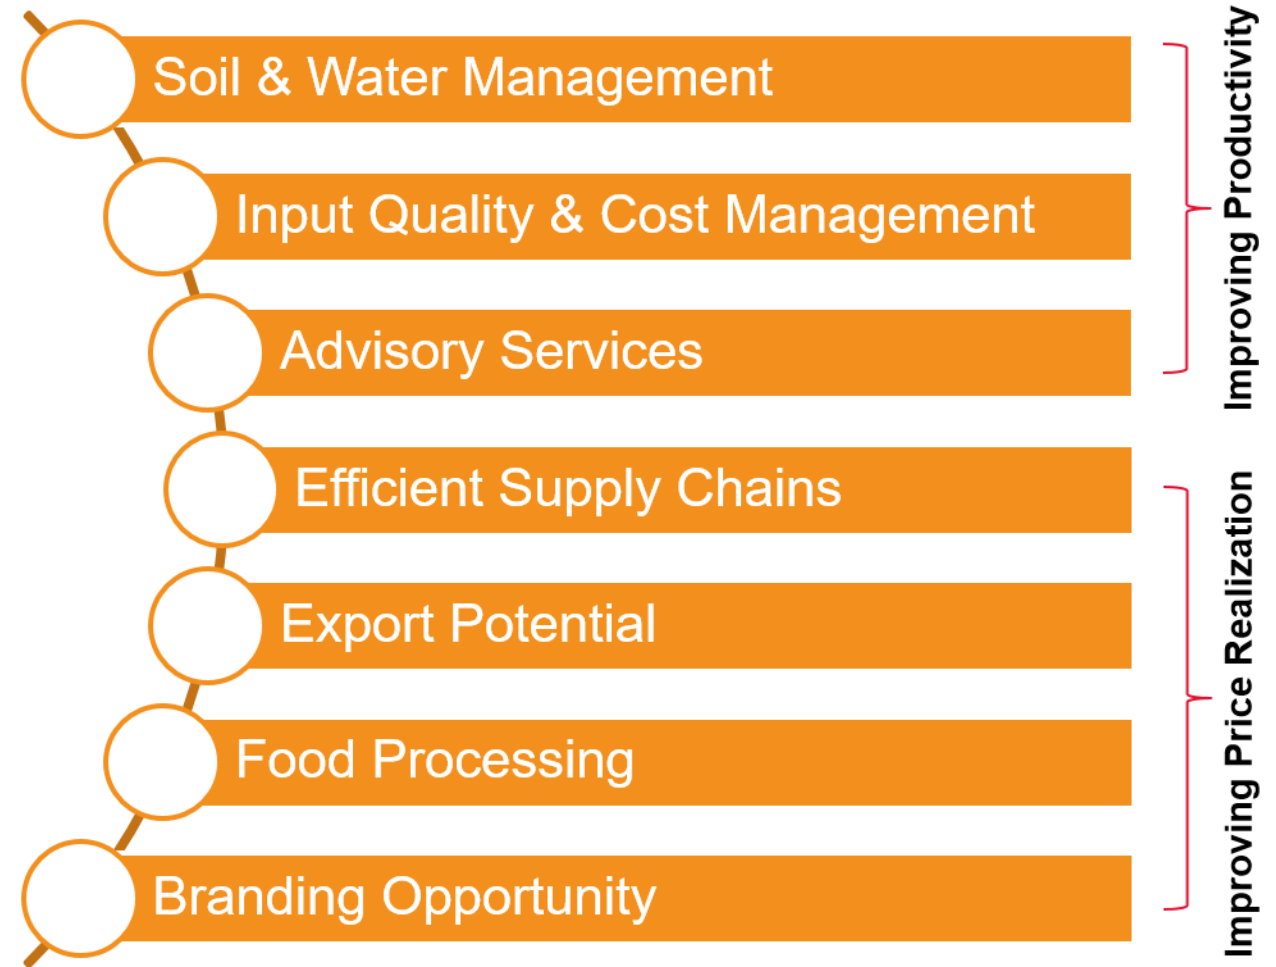 Soil & Water Management
Input Quality & Cost Management
Advisory Services
Efficient Supply Chains
Export Potential
Food Processing
Branding Opportunity
Improving Productivity
Improving Price Realization